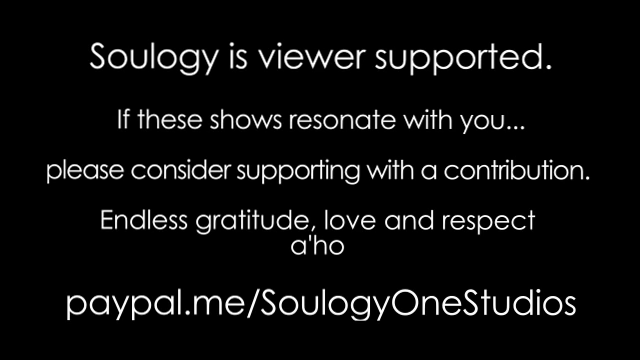 Soulogy is viewer supported.
If these shows resonate with you...
please consider supporting with a contribution.
Endless gratitude, love and respect
a'ho
paypal.me/SoulogyOneStudios